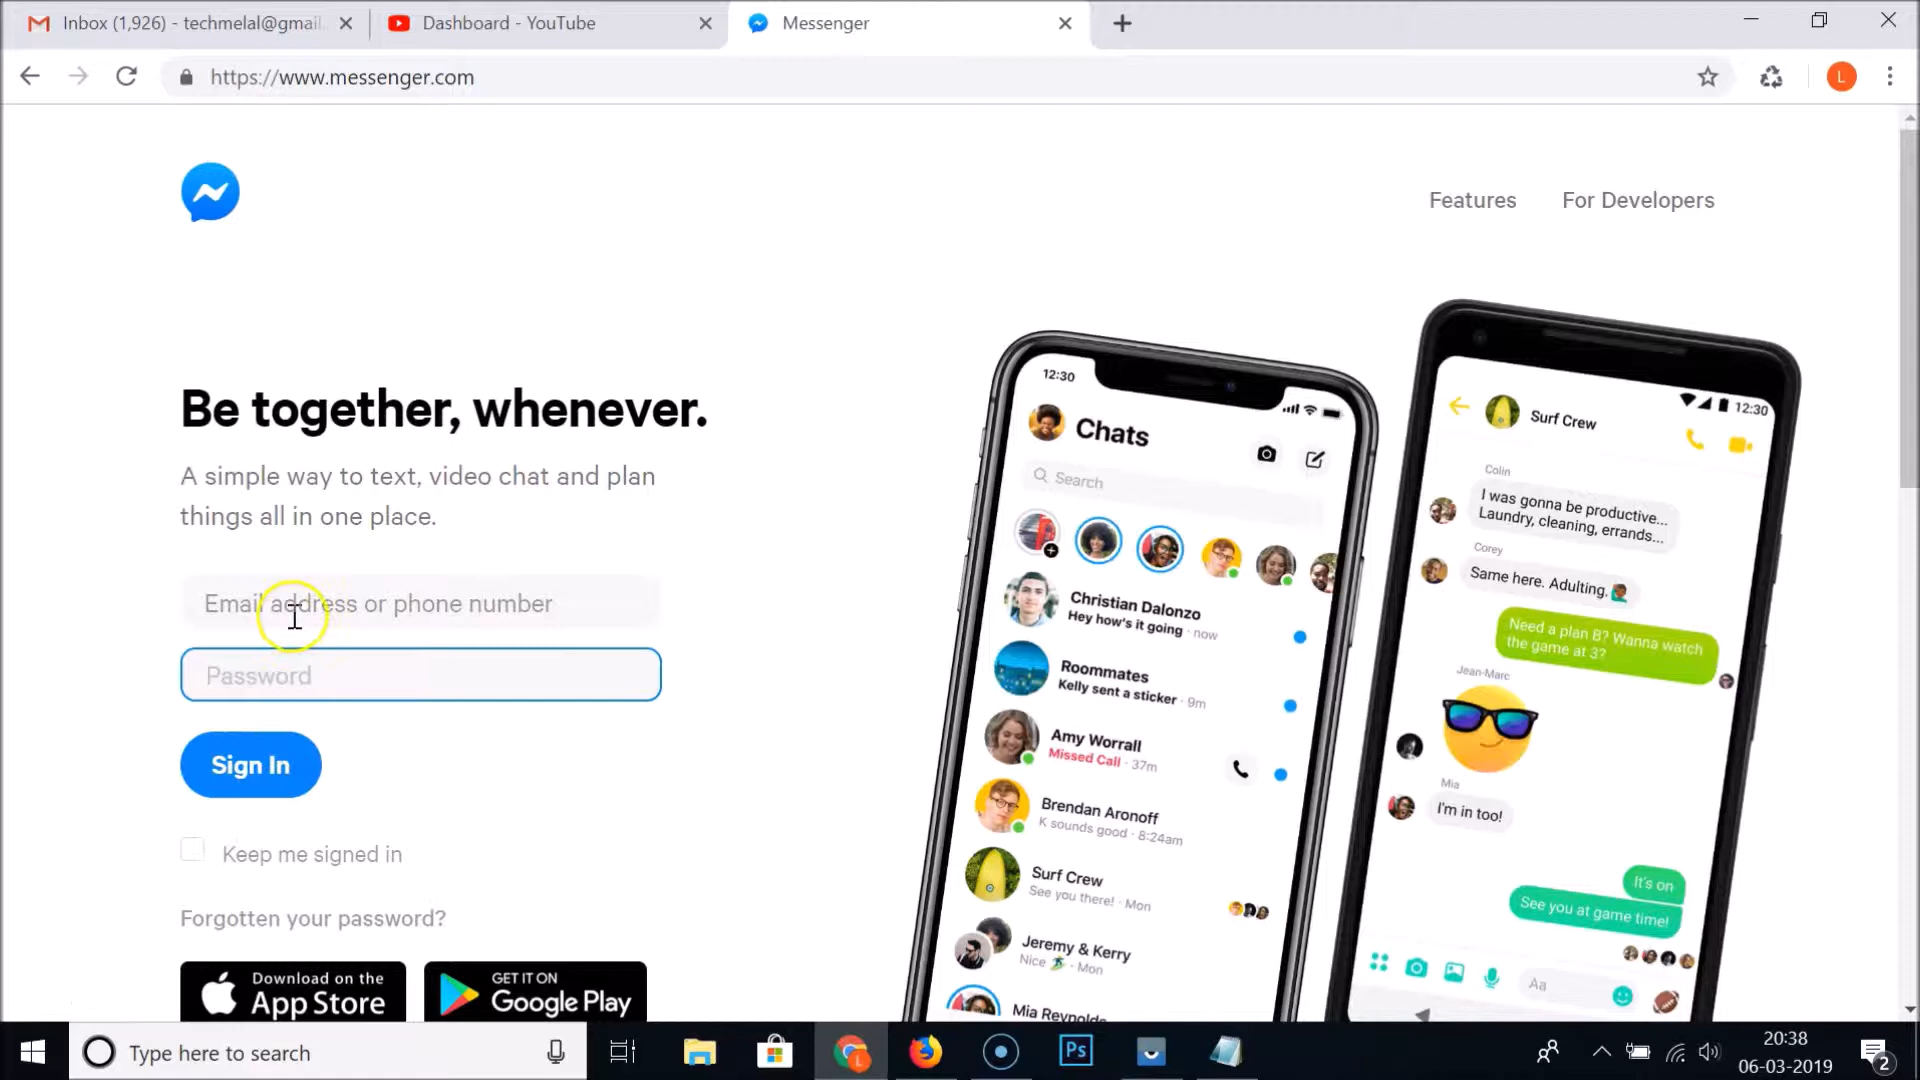 Inbox (1,926) - techmelal@gmail.
Dashboard - YouTube
Messenger
https://www.messenger.com
L
Features
For Developers
Be together, whenever.
A simple way to text, video chat and plan
things all in one place.
Email address or phone number
Password
Sign In
Keep me signed in
Forgotten your password?
Download on the
App Store
GET IT ON
Google Play
12:30
Chats
Search
Christian Dalonzo
Hey how's it going · now
Roommates
Kelly sent a sticker · 9m
Amy Worrall
Missed Call · 37m
Brendan Aronoff
K sounds good · 8:24am
Surf Crew
See you there! · Mon
Jeremy & Kerry
Nice 🏄 · Mon
Mia Reynolds
12:30
Surf Crew
Colin
I was gonna be productive...
Laundry, cleaning, errands...
Corey
Same here. Adulting.
Need a plan B? Wanna watch
the game at 3?
Jean-Marc
Mia
I'm in too!
It's on
See you at game time!
Aa
Type here to search
L
Ps
20:38
06-03-2019
2